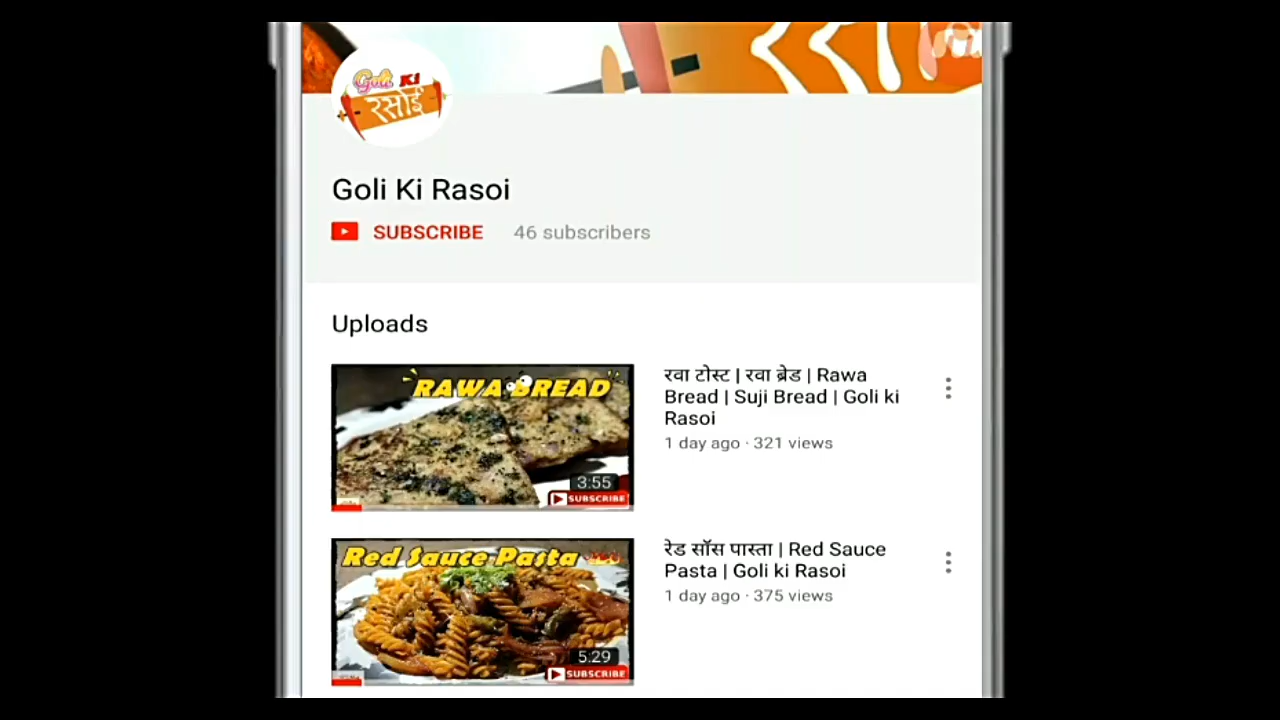 Goli Ki
रसोई
Goli Ki Rasoi
SUBSCRIBE 46 subscribers
Uploads
RAWA BREAD
3:55
SUBSCRIBE
रवा टोस्ट | रवा ब्रेड | Rawa
Bread | Suji Bread | Goli ki
Rasoi
1 day ago · 321 views
Red Sauce Pasta
5:29
SUBSCRIBE
रेड सॉस पास्ता | Red Sauce
Pasta | Goli ki Rasoi
1 day ago · 375 views